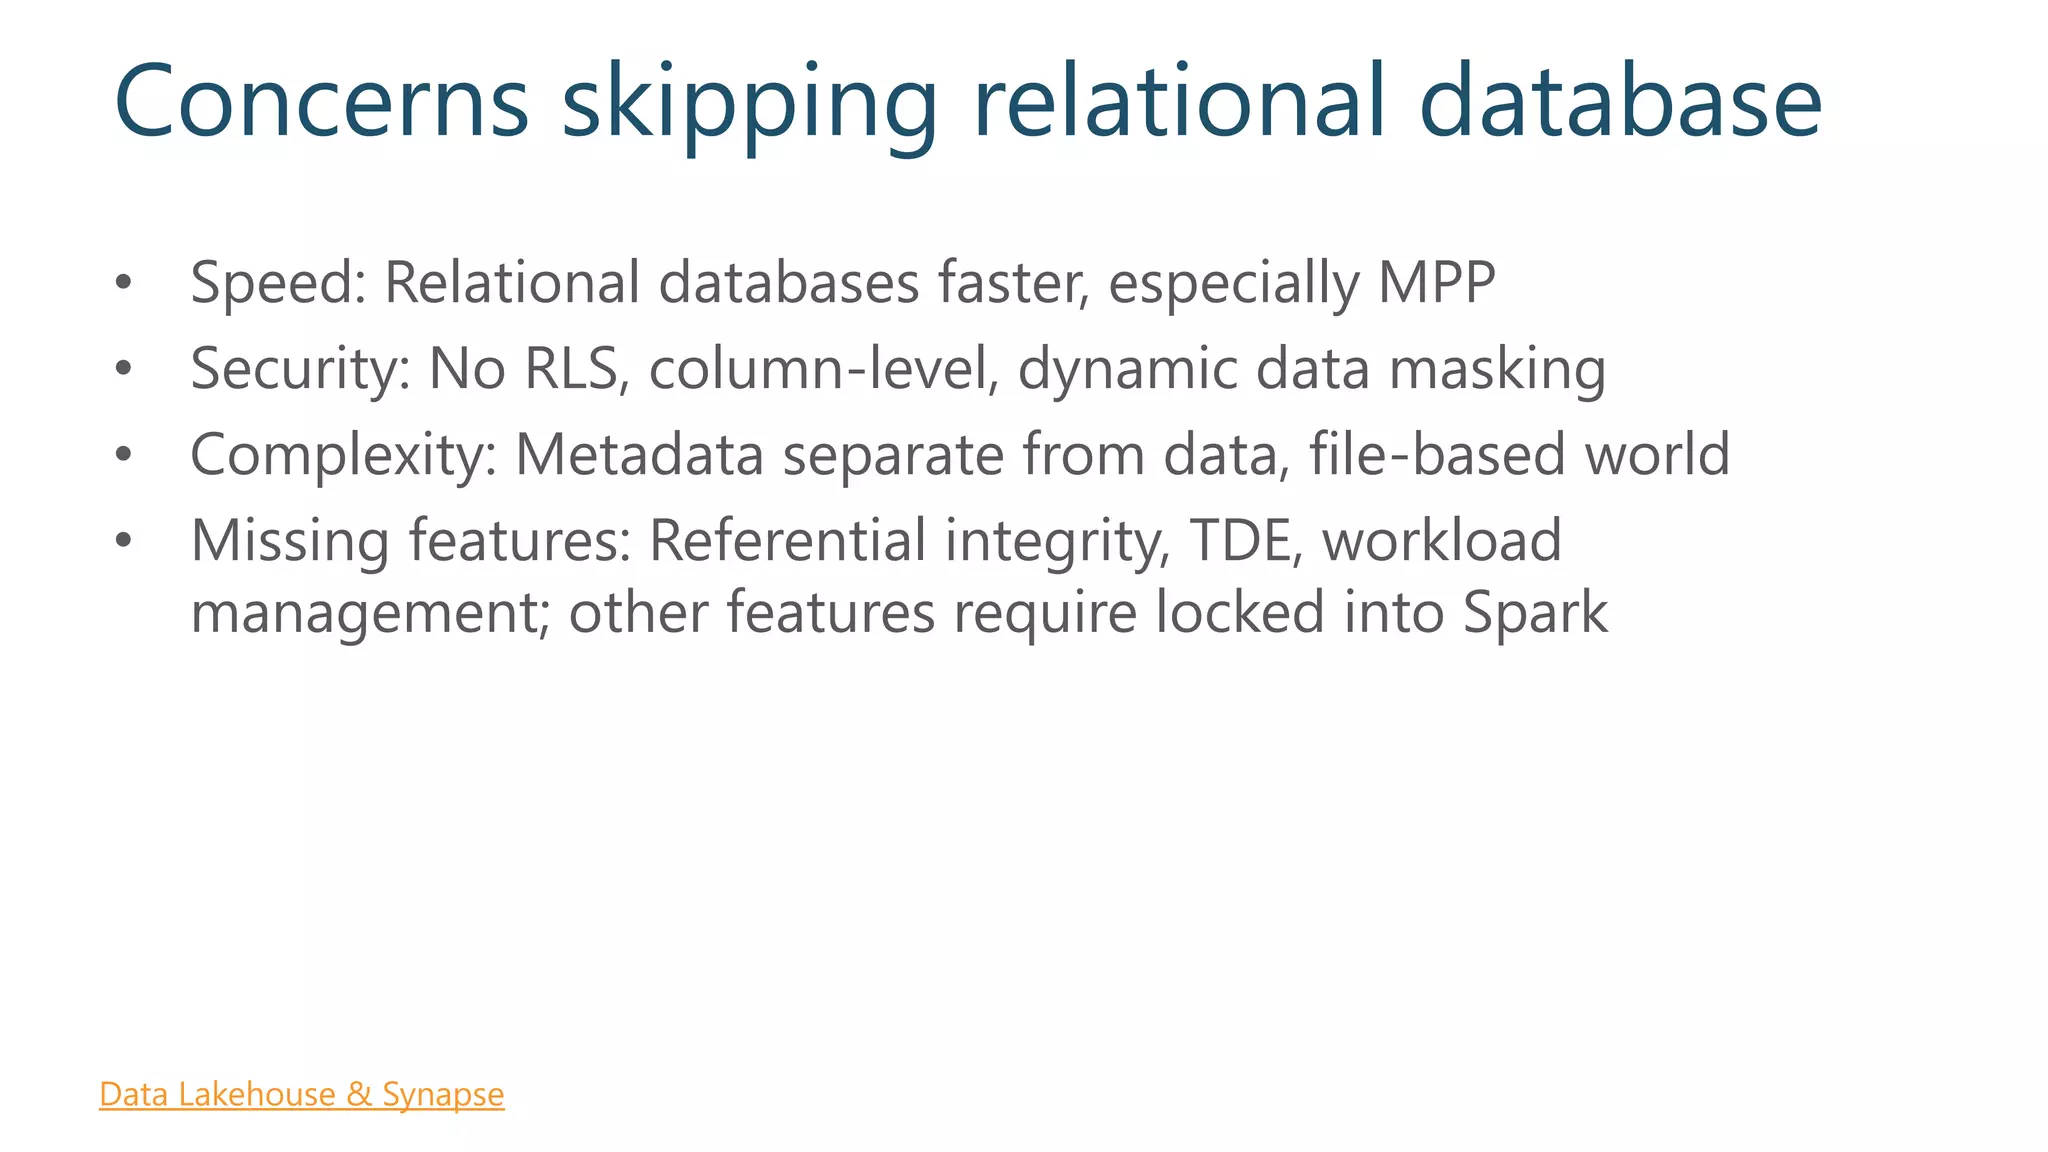 Concerns skipping relational database
• Speed: Relational databases faster, especially MPP
• Security: No RLS, column-level, dynamic data masking
• Complexity: Metadata separate from data, file-based world
• Missing features: Referential integrity, TDE, workload
management; other features require locked into Spark
Data Lakehouse & Synapse